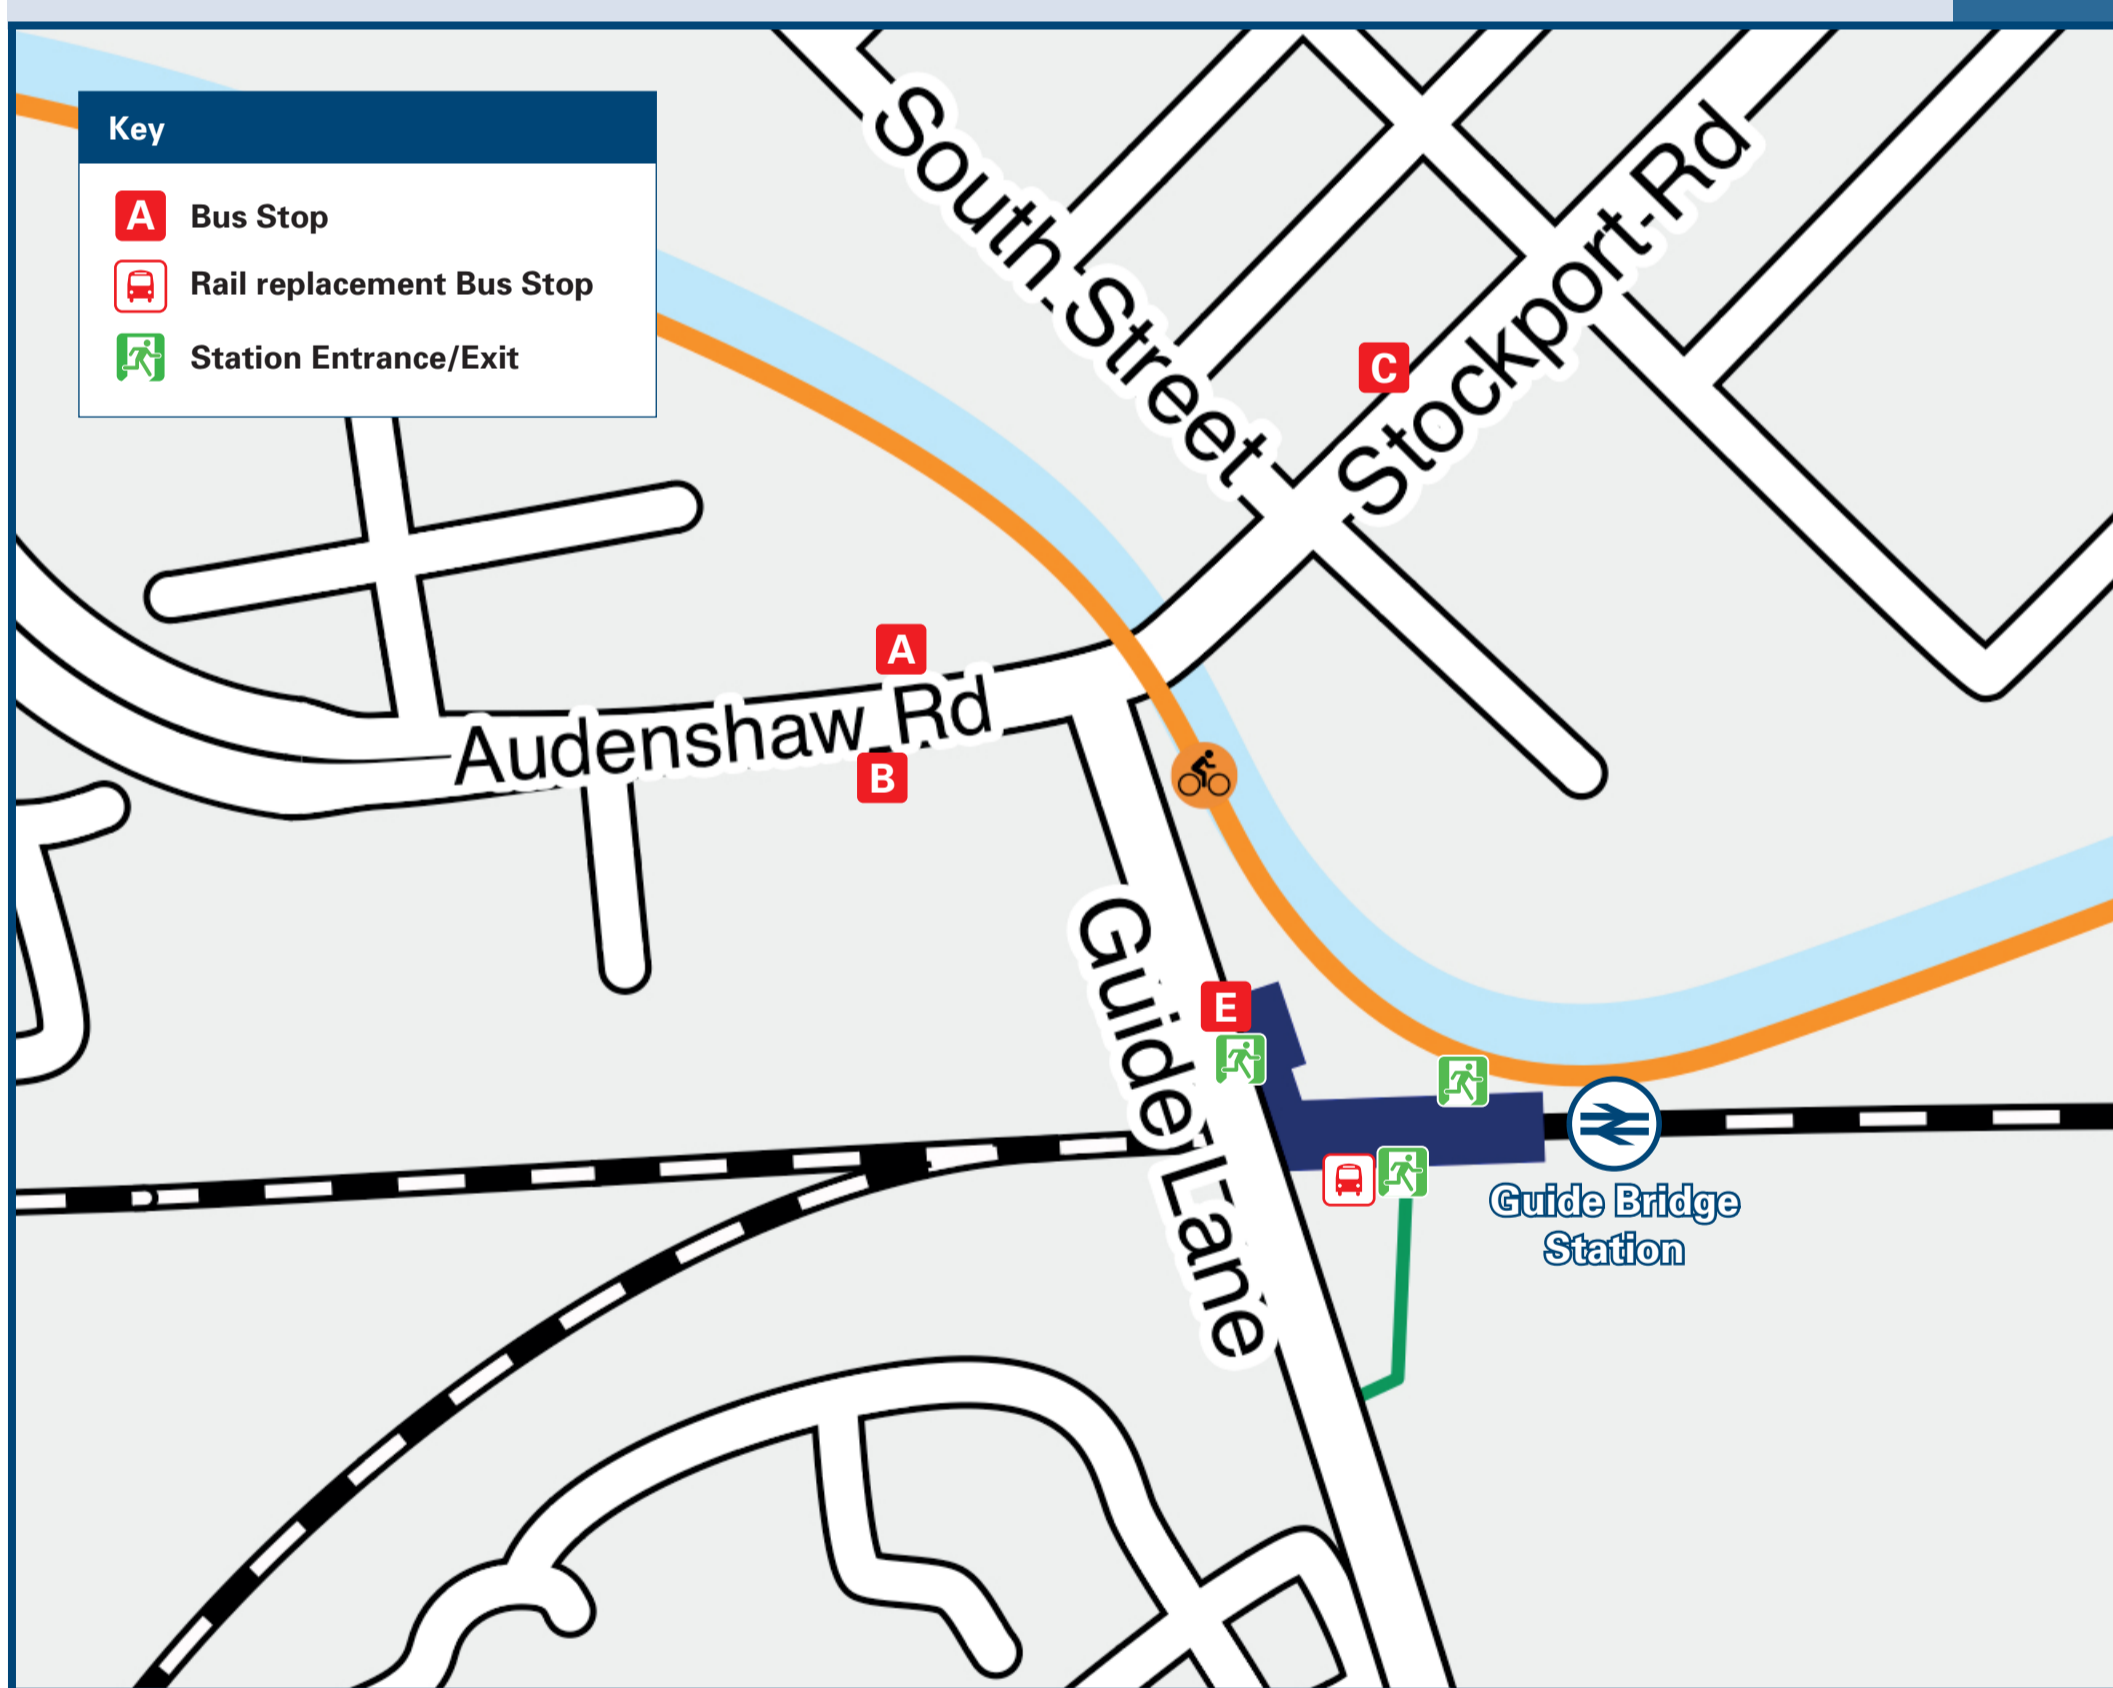 Key
A Bus Stop
Rail replacement Bus Stop
Station Entrance/Exit
South Street
Stockport Rd
C
A
Audenshaw Rd
B
Guide Lane
E
Guide Bridge
Station